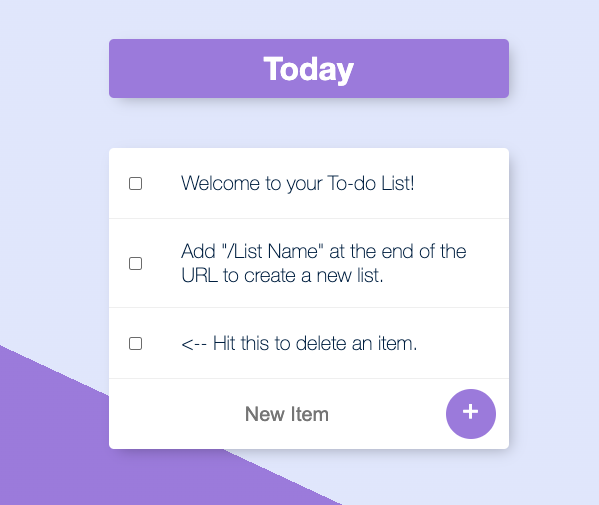 Today
Welcome to your To-do List!
Add "/List Name" at the end of the
URL to create a new list.
<-- Hit this to delete an item.
New Item
+